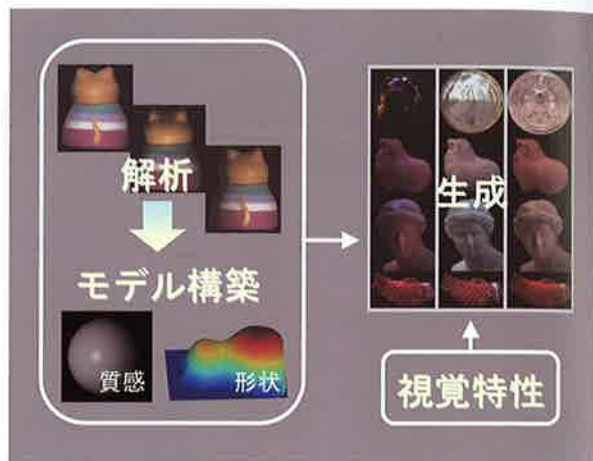 解析
モデル構築
質感
形状
生成
視覚特性